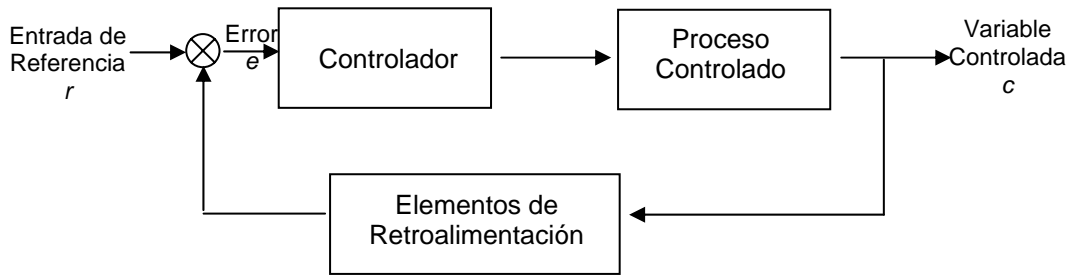 Entrada de
Referencia
r
Error
e
Controlador
Proceso
Controlado
Variable
Controlada
c
Elementos de
Retroalimentación